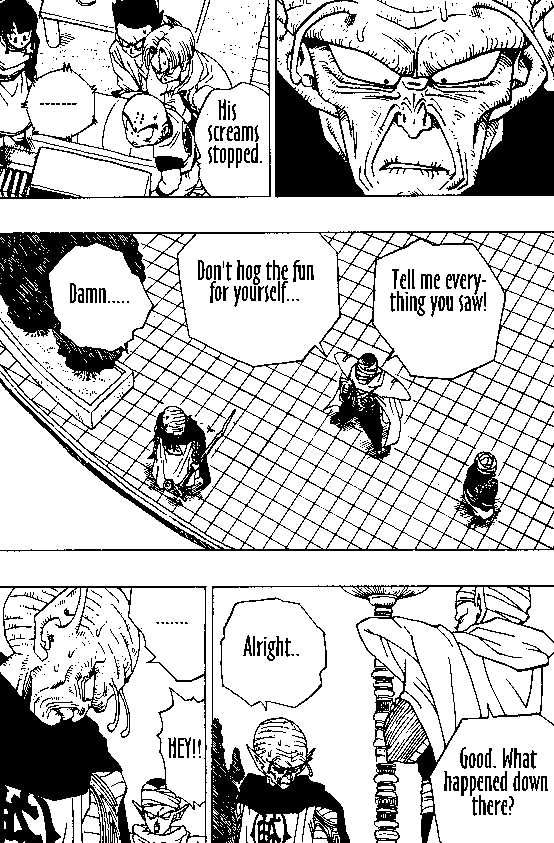 -------
His
screams
stopped.
Damn.....
Don't hog the fun
for yourself...
Tell me every-
thing you saw!
-------
HEY!!
Alright..
Good. What
happened down
there?